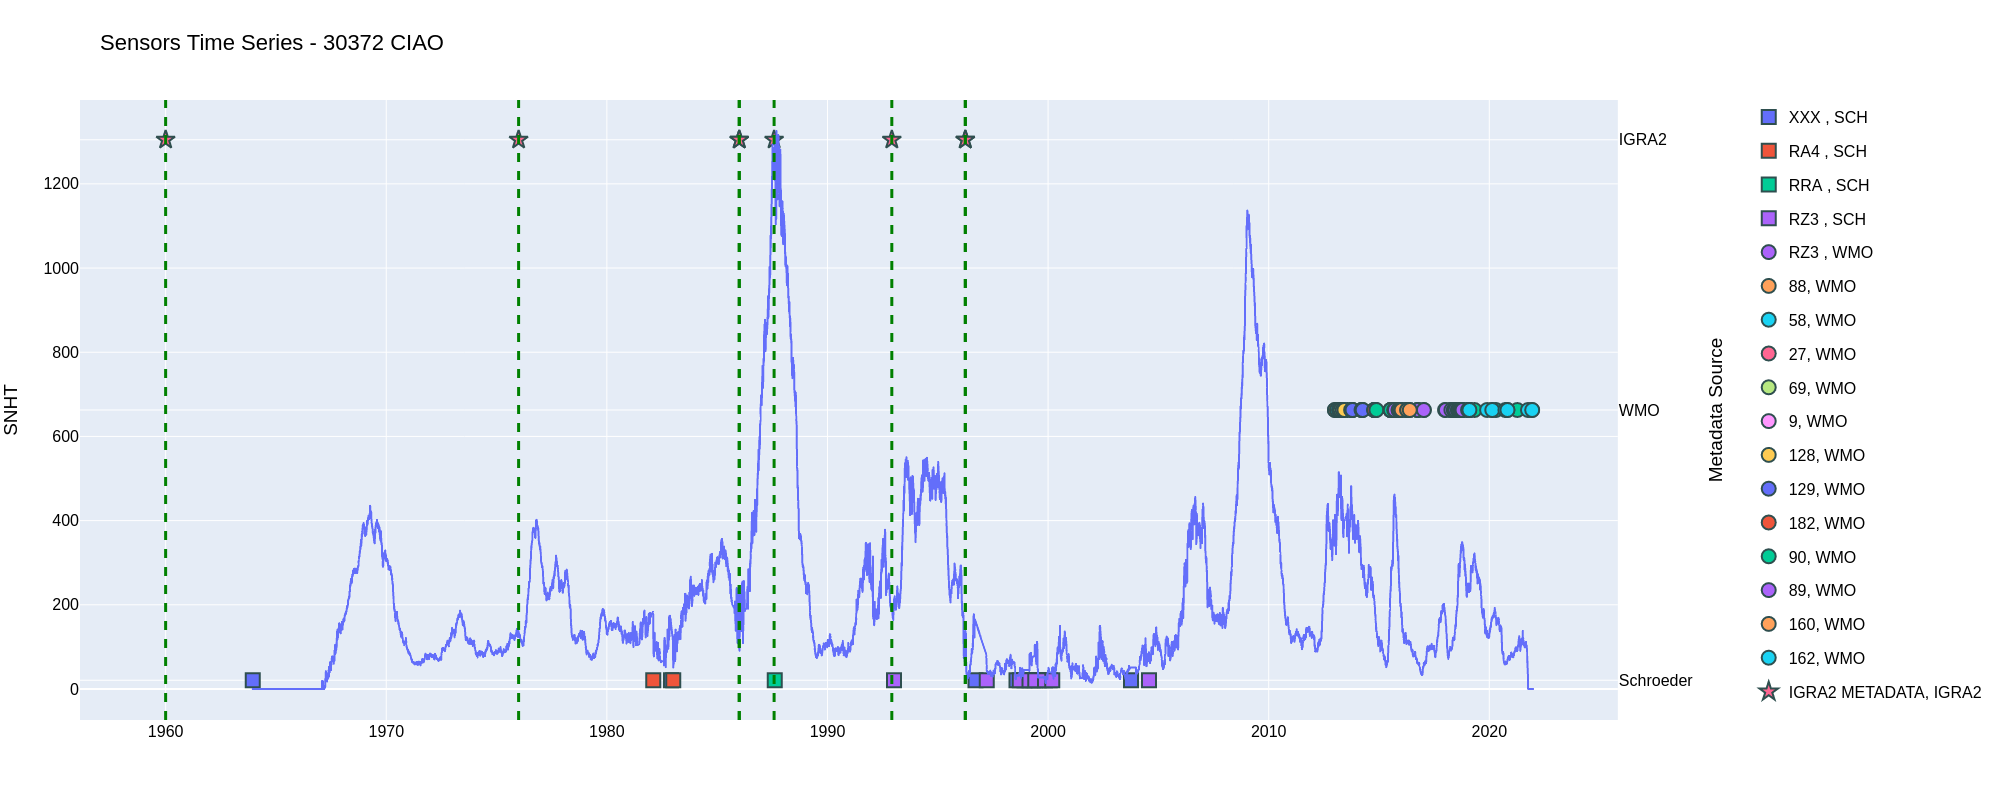 Sensors Time Series - 30372 CIAO
SNHT
1200
1000
800
600
400
200
0
1960
1970
1980
1990
2000
2010
2020
IGRA2
WMO
Schroeder
Metadata Source
XXX , SCH
RA4 , SCH
RRA , SCH
RZ3 , SCH
RZ3 , WMO
88, WMO
58, WMO
27, WMO
69, WMO
9, WMO
128, WMO
129, WMO
182, WMO
90, WMO
89, WMO
160, WMO
162, WMO
IGRA2 METADATA, IGRA2